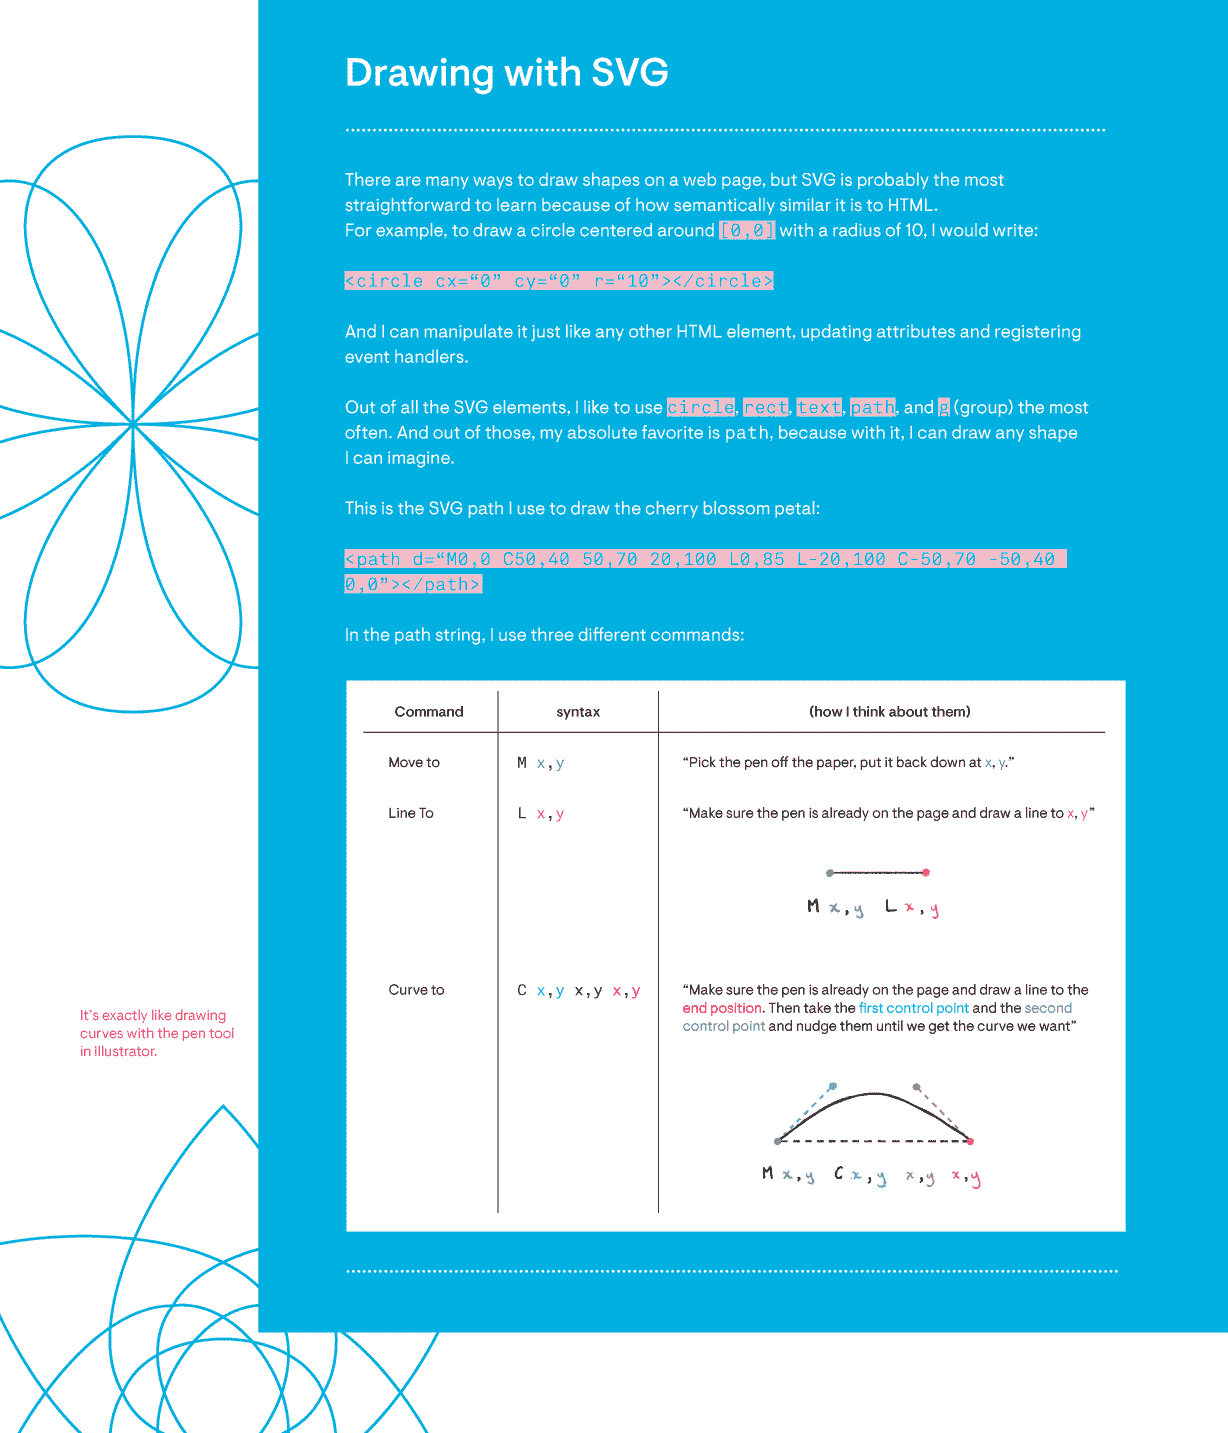 Drawing with SVG
There are many ways to draw shapes on a web page, but SVG is probably the most
straightforward to learn because of how semantically similar it is to HTML.
For example, to draw a circle centered around [0,0] with a radius of 10, I would write:
<circle cx=“0” cy=“0” r=“10”></circle>
And I can manipulate it just like any other HTML element, updating attributes and registering
event handlers.
Out of all the SVG elements, I like to use circle, rect, text, path, and g (group) the most
often. And out of those, my absolute favorite is path, because with it, I can draw any shape
I can imagine.
This is the SVG path I use to draw the cherry blossom petal:
<path d=“M0,0 C50,40 50,70 20,100 L0,85 L-20,100 C-50,70 -50,40
0,0”></path>
In the path string, I use three different commands:
Command syntax (how I think about them)
Move to M x,y “Pick the pen off the paper, put it back down at x, y.”
Line To L x,y “Make sure the pen is already on the page and draw a line to x, y”
M x,y L x,y
Curve to C x,y x,y x,y “Make sure the pen is already on the page and draw a line to the
end position. Then take the first control point and the second
control point and nudge them until we get the curve we want”
M x,y C x,y x,y x,y
It’s exactly like drawing
curves with the pen tool
in Illustrator.